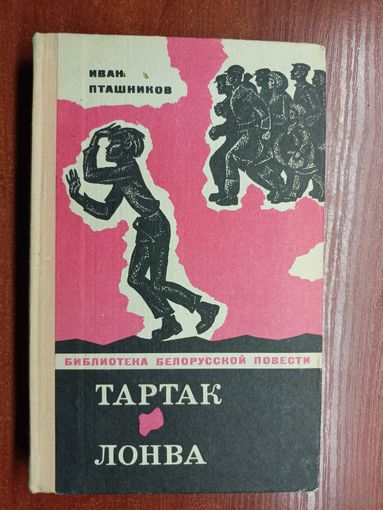 ИВАН
ПТАШНИКОВ
БИБЛИОТЕКА БЕЛОРУССКОЙ ПОВЕСТИ
ТАРТАК
ЛОНВА